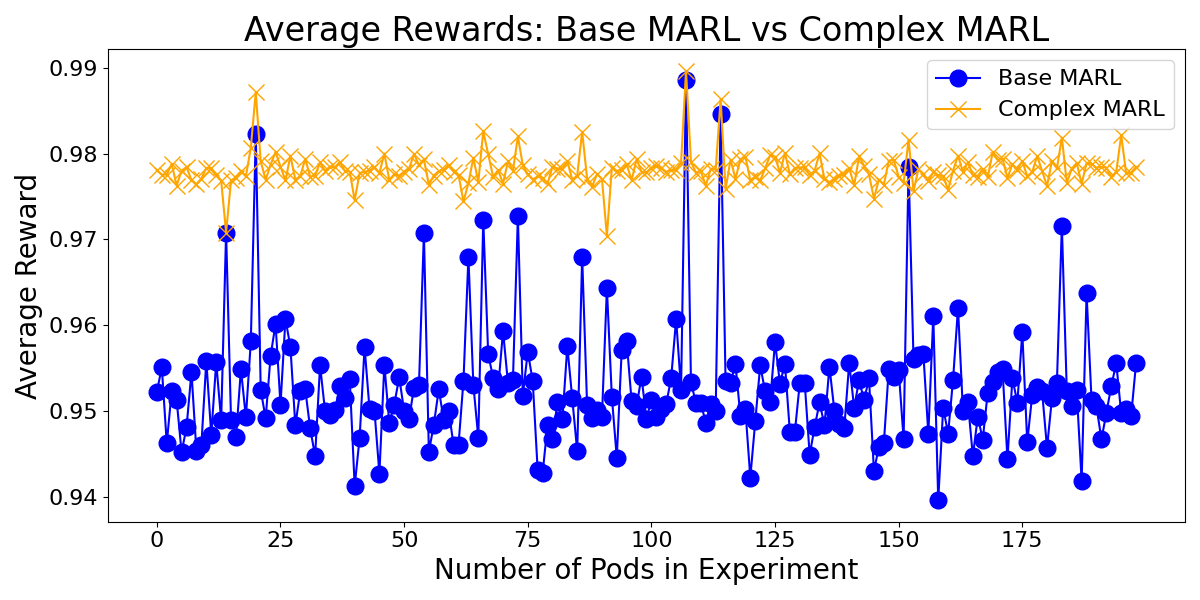 Average Rewards: Base MARL vs Complex MARL
Base MARL
Complex MARL
Average Reward
0.99
0.98
0.97
0.96
0.95
0.94
0
25
50
75
100
125
150
175
Number of Pods in Experiment